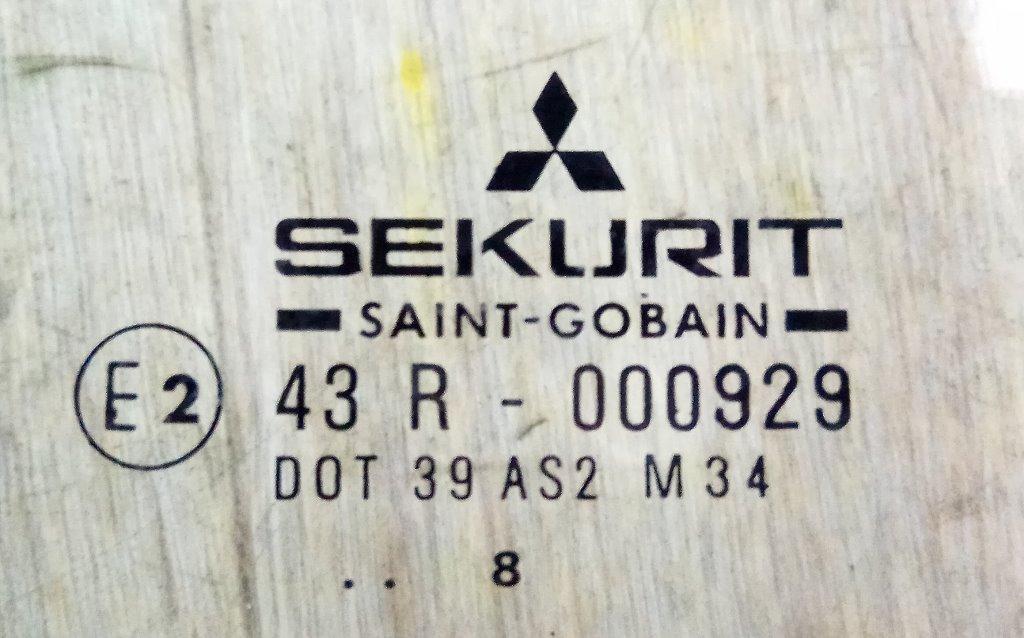 SEKURIT
SAINT-GOBAIN
E2 43 R - 000929
DOT 39 AS2 M34
.. 8